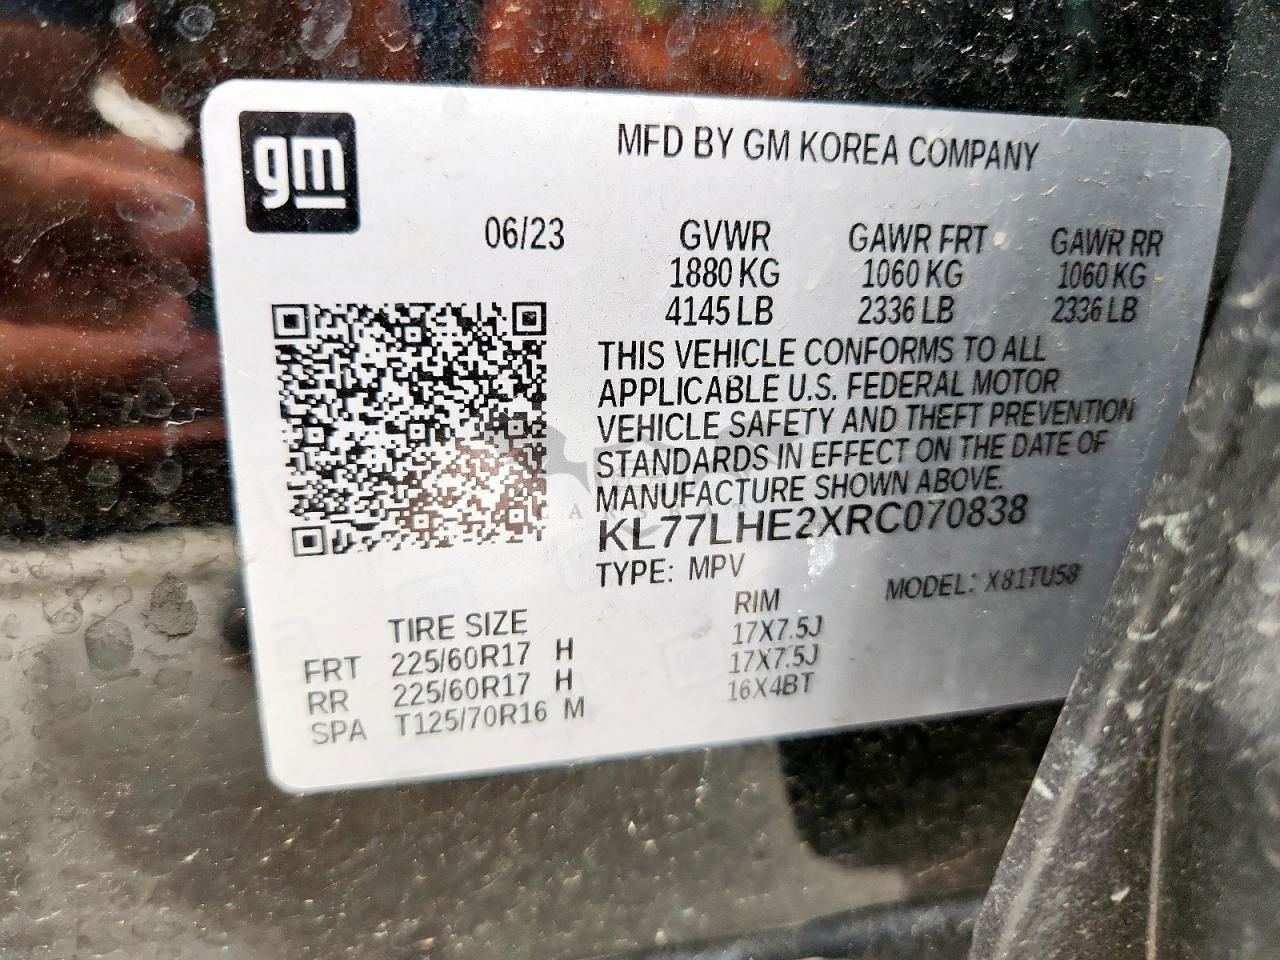 gm
MFD BY GM KOREA COMPANY
06/23 GVWR GAWR FRT GAWR RR
1880 KG 1060 KG 1060 KG
4145 LB 2336 LB 2336 LB
THIS VEHICLE CONFORMS TO ALL
APPLICABLE U.S. FEDERAL MOTOR
VEHICLE SAFETY AND THEFT PREVENTION
STANDARDS IN EFFECT ON THE DATE OF
MANUFACTURE SHOWN ABOVE.
KL77LHE2XRC070838
TYPE: MPV MODEL: X81TU58
TIRE SIZE RIM
FRT 225/60R17 H 17X7.5J
RR 225/60R17 H 17X7.5J
SPA T125/70R16 M 16X4BT